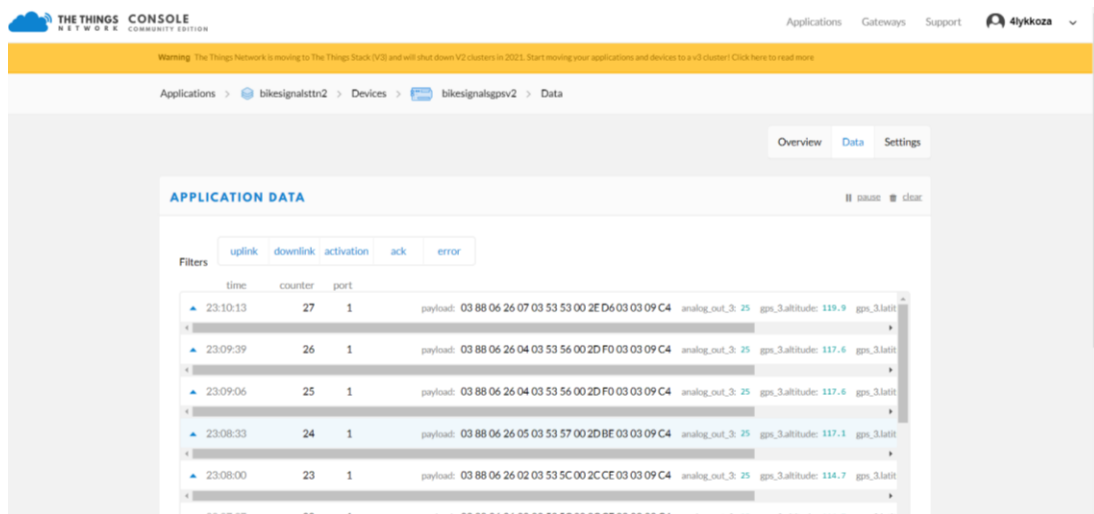 THE THINGS CONSOLE
NETWORK COMMUNITY EDITION
Applications Gateways Support 4lykkoza
Warning The Things Network is moving to The Things Stack (V3) and will shut down V2 clusters in 2021. Start moving your applications and devices to a v3 cluster! Click here to read more
Applications > bikesignalsttn2 > Devices > bikesignalsgpsv2 > Data
Overview Data Settings
APPLICATION DATA pause clear
Filters uplink downlink activation ack error
time counter port
23:10:13 27 1 payload: 03 88 06 26 07 03 53 53 00 2E D6 03 03 09 C4 analog_out_3: 25 gps_3.altitude: 119.9 gps_3.latit
23:09:39 26 1 payload: 03 88 06 26 04 03 53 56 00 2D F0 03 03 09 C4 analog_out_3: 25 gps_3.altitude: 117.6 gps_3.latit
23:09:06 25 1 payload: 03 88 06 26 04 03 53 56 00 2D F0 03 03 09 C4 analog_out_3: 25 gps_3.altitude: 117.6 gps_3.latit
23:08:33 24 1 payload: 03 88 06 26 05 03 53 57 00 2D BE 03 03 09 C4 analog_out_3: 25 gps_3.altitude: 117.1 gps_3.latit
23:08:00 23 1 payload: 03 88 06 26 02 03 53 5C 00 2C CE 03 03 09 C4 analog_out_3: 25 gps_3.altitude: 114.7 gps_3.latit